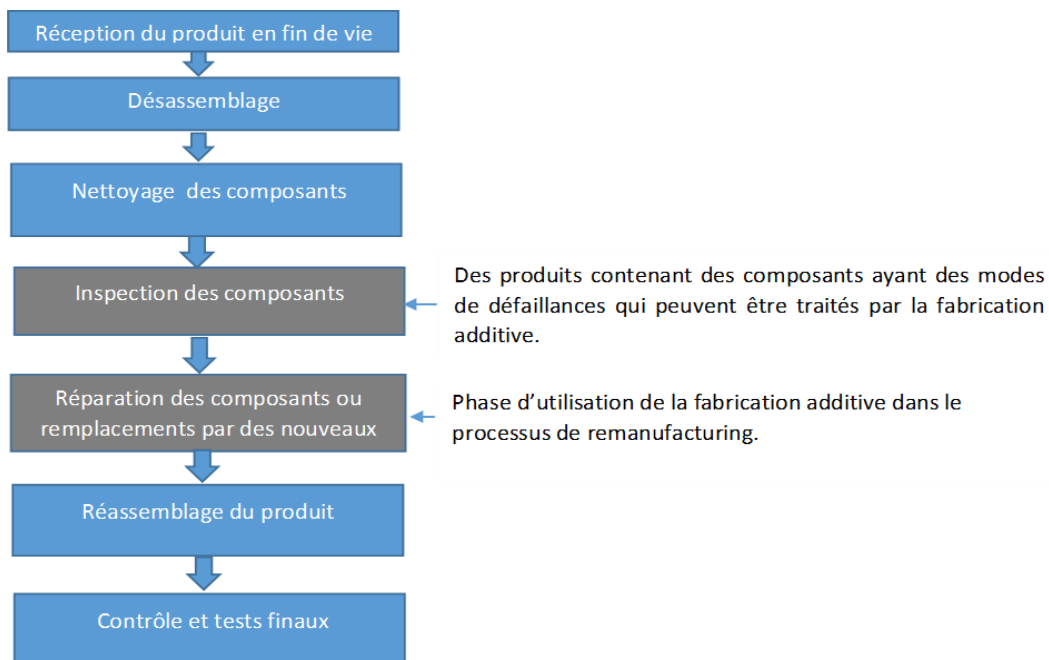 Réception du produit en fin de vie
Désassemblage
Nettoyage des composants
Inspection des composants
Des produits contenant des composants ayant des modes
de défaillances qui peuvent être traités par la fabrication
additive.
Réparation des composants ou
remplacements par des nouveaux
Phase d’utilisation de la fabrication additive dans le
processus de remanufacturing.
Réassemblage du produit
Contrôle et tests finaux